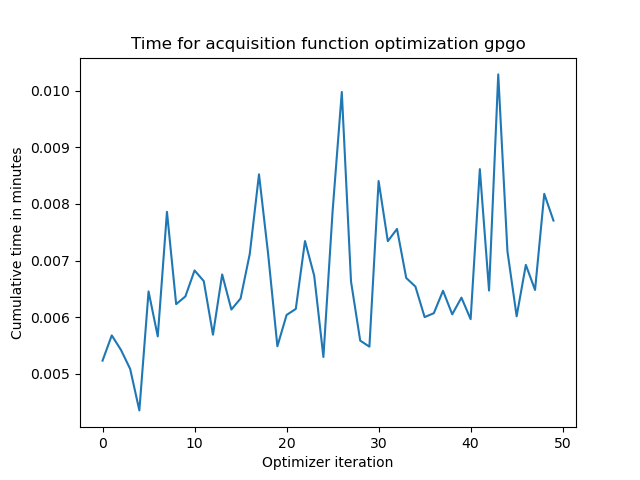 Time for acquisition function optimization gpgo
Cumulative time in minutes
0.010
0.009
0.008
0.007
0.006
0.005
0 10 20 30 40 50
Optimizer iteration